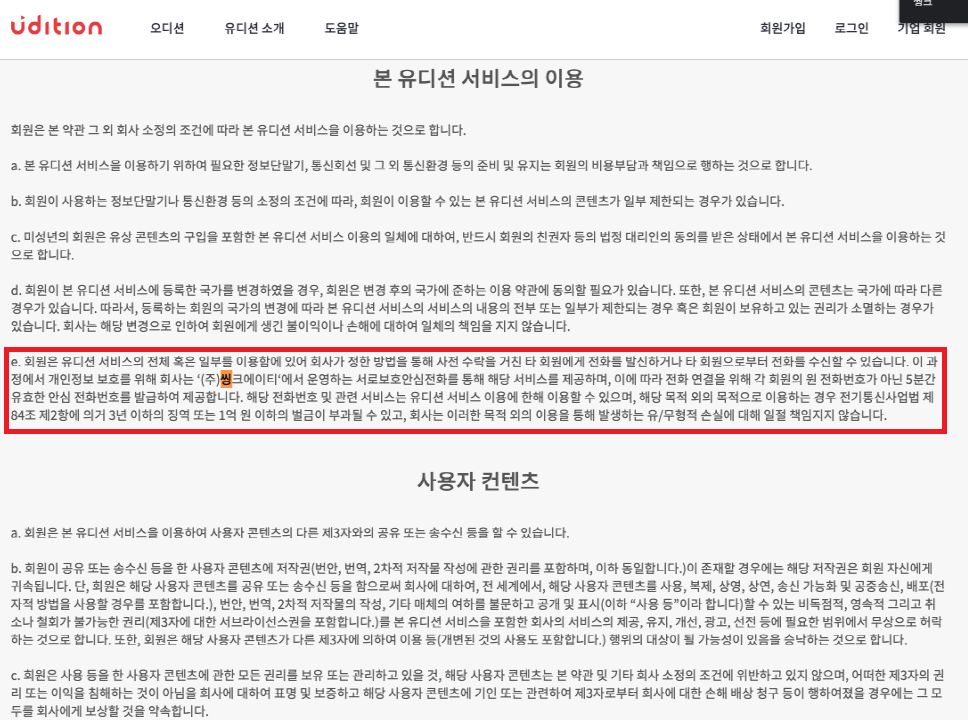 udition
오디션
유디션 소개
도움말
회원가입
로그인
기업 회원
씽크
본 유디션 서비스의 이용
회원은 본 약관 그 외 회사 소정의 조건에 따라 본 유디션 서비스을 이용하는 것으로 합니다.
a. 본 유디션 서비스을 이용하기 위하여 필요한 정보단말기, 통신회선 및 그 외 통신환경 등의 준비 및 유지는 회원의 비용부담과 책임으로 행하는 것으로 합니다.
b. 회원이 사용하는 정보단말기나 통신환경 등의 소정의 조건에 따라, 회원이 이용할 수 있는 본 유디션 서비스의 콘텐츠가 일부 제한되는 경우가 있습니다.
c. 미성년의 회원은 유상 콘텐츠의 구입을 포함한 본 유디션 서비스 이용의 일체에 대하여, 반드시 회원의 친권자 등의 법정 대리인의 동의를 받은 상태에서 본 유디션 서비스을 이용하는 것
으로 합니다.
d. 회원이 본 유디션 서비스에 등록한 국가를 변경하였을 경우, 회원은 변경 후의 국가에 준하는 이용 약관에 동의할 필요가 있습니다. 또한, 본 유디션 서비스의 콘텐츠는 국가에 따라 다른
경우가 있습니다. 따라서, 등록하는 회원의 국가의 변경에 따라 본 유디션 서비스의 서비스의 내용의 전부 또는 일부가 제한되는 경우 혹은 회원이 보유하고 있는 권리가 소멸하는 경우가
있습니다. 회사는 해당 변경으로 인하여 회원에게 생긴 불이익이나 손해에 대하여 일체의 책임을 지지 않습니다.
e. 회원은 유디션 서비스의 전체 혹은 일부를 이용함에 있어 회사가 정한 방법을 통해 사전 수락을 거친 타 회원에게 전화를 발신하거나 타 회원으로부터 전화를 수신할 수 있습니다. 이 과
정에서 개인정보 보호를 위해 회사는 '(주)씽크에이티'에서 운영하는 서로보호안심전화를 통해 해당 서비스를 제공하며, 이에 따라 전화 연결을 위해 각 회원의 원 전화번호가 아닌 5분간
유효한 안심 전화번호를 발급하여 제공합니다. 해당 전화번호 및 관련 서비스는 유디션 서비스 이용에 한해 이용할 수 있으며, 해당 목적 외의 목적으로 이용하는 경우 전기통신사업법 제
84조 제2항에 의거 3년 이하의 징역 또는 1억 원 이하의 벌금이 부과될 수 있고, 회사는 이러한 목적 외의 이용을 통해 발생하는 유/무형적 손실에 대해 일절 책임지지 않습니다.
사용자 컨텐츠
a. 회원은 본 유디션 서비스을 이용하여 사용자 콘텐츠의 다른 제3자와의 공유 또는 송수신 등을 할 수 있습니다.
b. 회원이 공유 또는 송수신 등을 한 사용자 콘텐츠에 저작권(번안, 번역, 2차적 저작물 작성에 관한 권리를 포함하며, 이하 동일합니다.)이 존재할 경우에는 해당 저작권은 회원 자신에게
귀속됩니다. 단, 회원은 해당 사용자 콘텐츠를 공유 또는 송수신 등을 함으로써 회사에 대하여, 전 세계에서, 해당 사용자 콘텐츠를 사용, 복제, 상영, 상연, 송신 가능화 및 공중송신, 배포(전
자적 방법을 사용할 경우를 포함합니다.), 번안, 번역, 2차적 저작물의 작성, 기타 매체의 여하를 불문하고 공개 및 표시(이하 “사용 등”이라 합니다)할 수 있는 비독점적, 영속적 그리고 취
소나 철회가 불가능한 권리(제3자에 대한 서브라이선스권을 포함합니다.)를 본 유디션 서비스을 포함한 회사의 서비스의 제공, 유지, 개선, 광고, 선전 등에 필요한 범위에서 무상으로 허락
하는 것으로 합니다. 또한, 회원은 해당 사용자 콘텐츠가 다른 제3자에 의하여 이용 등(개변된 것의 사용도 포함합니다.) 행위의 대상이 될 가능성이 있음을 승낙하는 것으로 합니다.
c. 회원은 사용 등을 한 사용자 콘텐츠에 관한 모든 권리를 보유 또는 관리하고 있을 것, 해당 사용자 콘텐츠는 본 약관 및 기타 회사 소정의 조건에 위반하고 있지 않으며, 어떠한 제3자의 권
리 또는 이익을 침해하는 것이 아님을 회사에 대하여 표명 및 보증하고 해당 사용자 콘텐츠에 기인 또는 관련하여 제3자로부터 회사에 대한 손해 배상 청구 등이 행하여졌을 경우에는 그 모
두를 회사에게 보상할 것을 약속합니다.